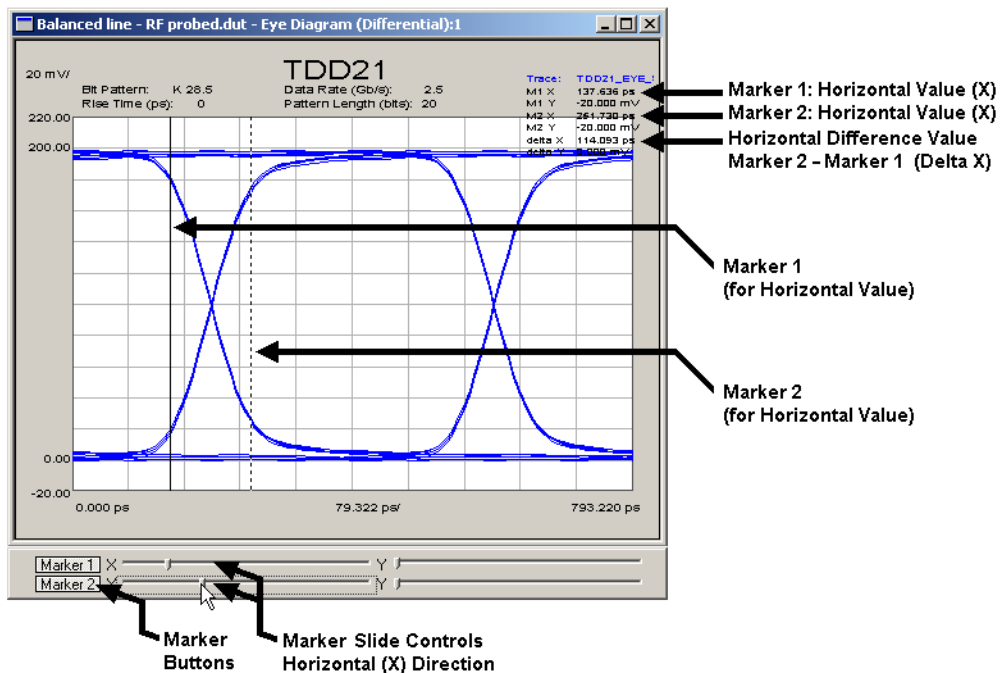 Balanced line - RF probed.dut - Eye Diagram (Differential):1
20 mV/
TDD21
Bit Pattern: K 28.5
Data Rate (Gb/s): 2.5
Rise Time (ps): 0
Pattern Length (bits): 20
Trace: TDD21_EYE_
M1 X 137.636 ps
M1 Y -20.000 mV
M2 X 251.730 ps
M2 Y -20.000 mV
delta X 114.093 ps
delta Y 0.000 mV
Marker 1: Horizontal Value (X)
Marker 2: Horizontal Value (X)
Horizontal Difference Value
Marker 2 - Marker 1 (Delta X)
220.00
200.00
0.00
-20.00
0.000 ps
79.322 ps/
793.220 ps
Marker 1
(for Horizontal Value)
Marker 2
(for Horizontal Value)
Marker 1 X Y
Marker 2 X Y
Marker
Buttons
Marker Slide Controls
Horizontal (X) Direction